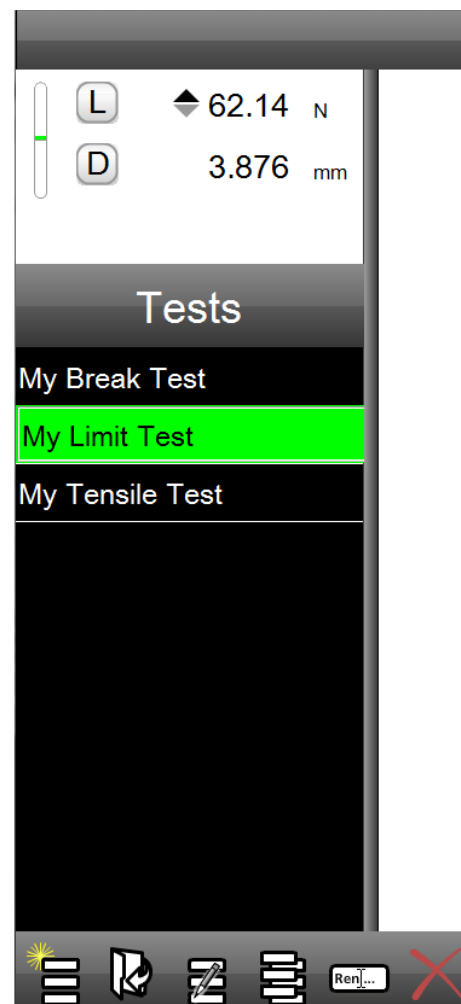 L 62.14 N
D 3.876 mm
Tests
My Break Test
My Limit Test
My Tensile Test
Ren...